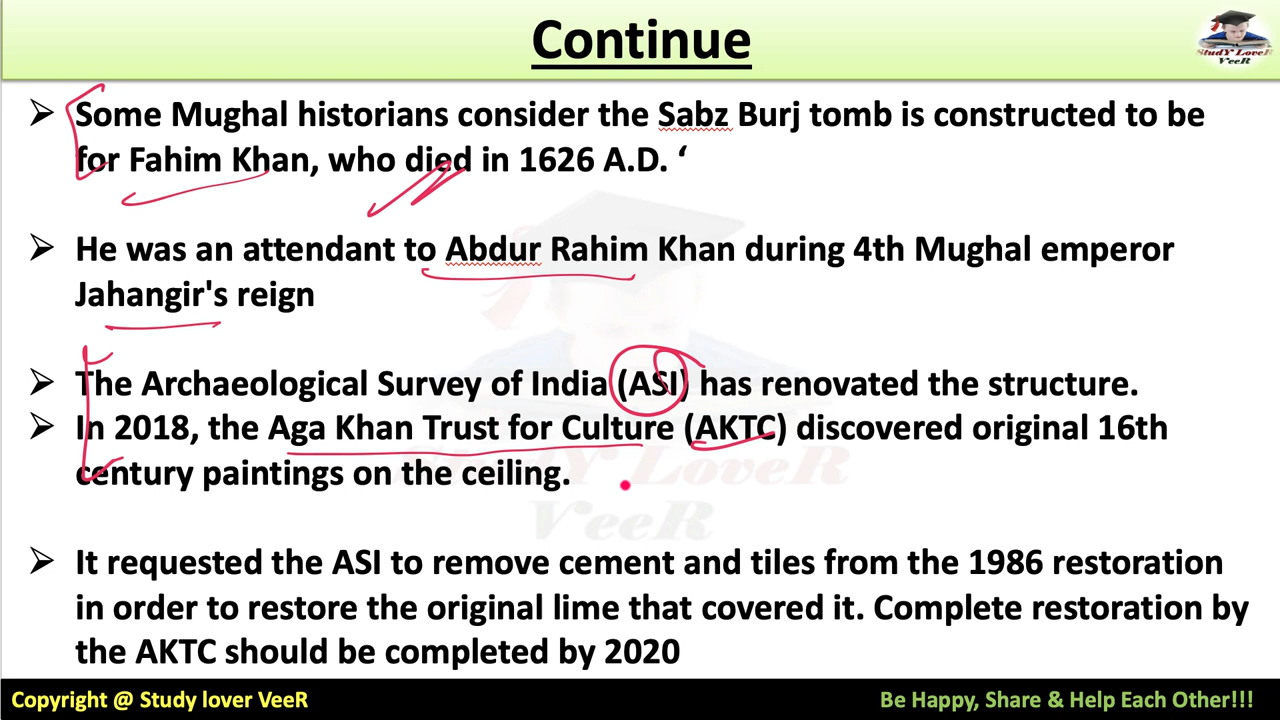 Continue
StudY LoveR
VeeR
➢ Some Mughal historians consider the Sabz Burj tomb is constructed to be
for Fahim Khan, who died in 1626 A.D. ‘
➢ He was an attendant to Abdur Rahim Khan during 4th Mughal emperor
Jahangir's reign
➢ The Archaeological Survey of India (ASI) has renovated the structure.
➢ In 2018, the Aga Khan Trust for Culture (AKTC) discovered original 16th
century paintings on the ceiling.
StudY LoveR
VeeR
➢ It requested the ASI to remove cement and tiles from the 1986 restoration
in order to restore the original lime that covered it. Complete restoration by
the AKTC should be completed by 2020
Copyright @ Study lover VeeR
Be Happy, Share & Help Each Other!!!